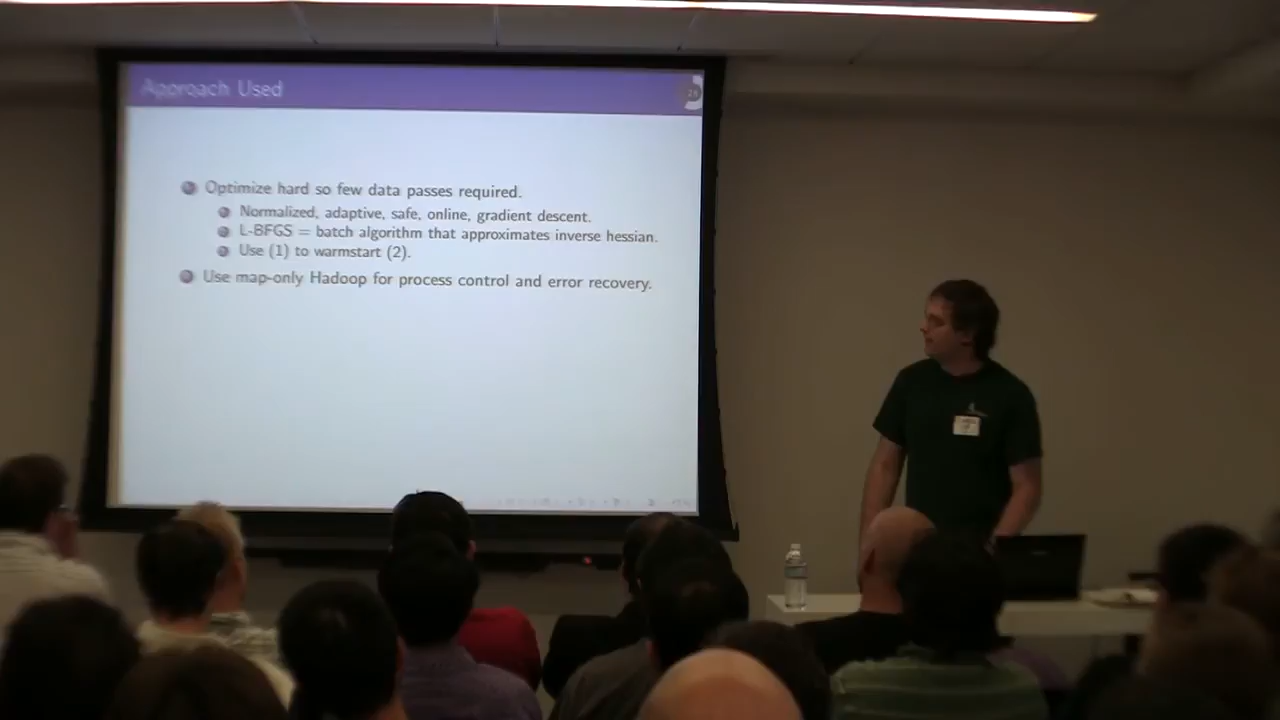 Approach Used
Optimize hard so few data passes required.
Normalized, adaptive, safe, online, gradient descent.
L-BFGS = batch algorithm that approximates inverse hessian.
Use (1) to warmstart (2).
Use map-only Hadoop for process control and error recovery.